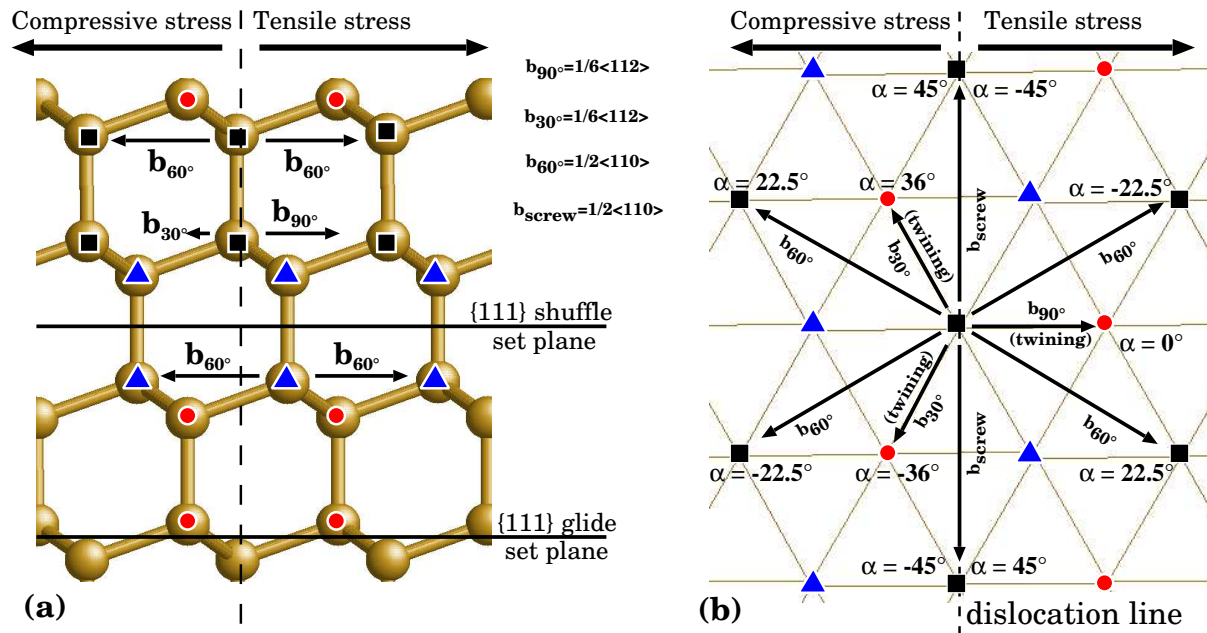 Compressive stress
Tensile stress
b90°=1/6<112>
b30°=1/6<112>
b60°=1/2<110>
bscrew=1/2<110>
b60°
b60°
b30°
b90°
{111} shuffle
set plane
b60°
b60°
{111} glide
set plane
(a)
Compressive stress
Tensile stress
α = 45°
α = -45°
α = 22.5°
α = 36°
α = -22.5°
bscrew
(twining)
b30°
b60°
b60°
b90°
(twining)
α = 0°
(twining)
b30°
b60°
b60°
bscrew
α = -22.5°
α = -36°
α = 22.5°
α = -45°
α = 45°
(b)
dislocation line